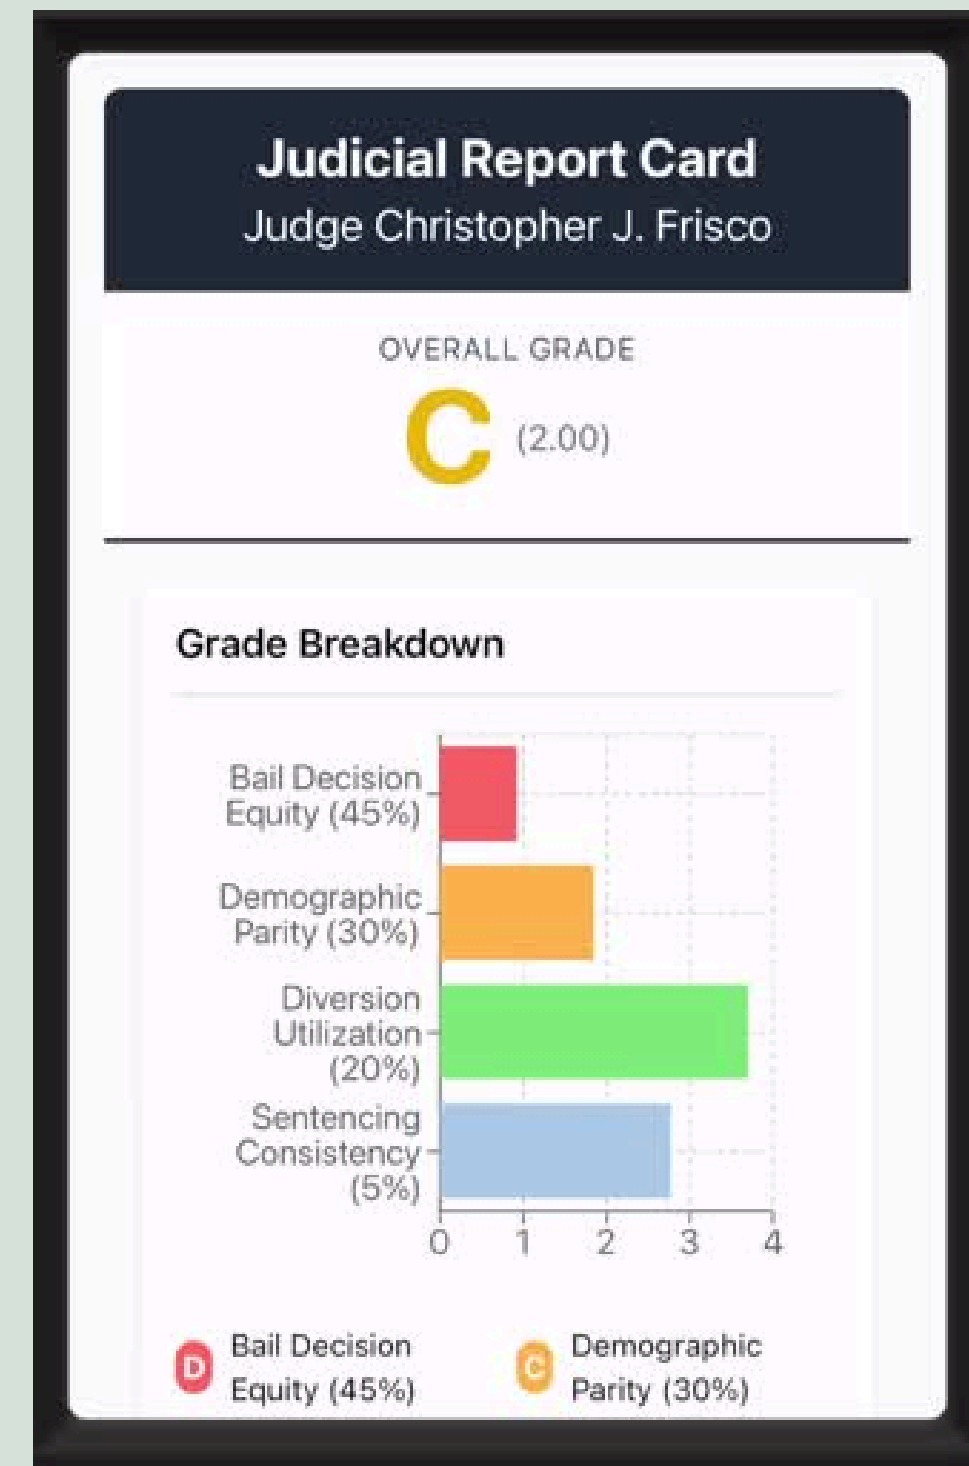 Judicial Report Card
Judge Christopher J. Frisco
OVERALL GRADE
C (2.00)
Grade Breakdown
Bail Decision
Equity (45%)
Demographic
Parity (30%)
Diversion
Utilization
(20%)
Sentencing
Consistency
(5%)
0 1 2 3 4
D Bail Decision
Equity (45%)
C Demographic
Parity (30%)